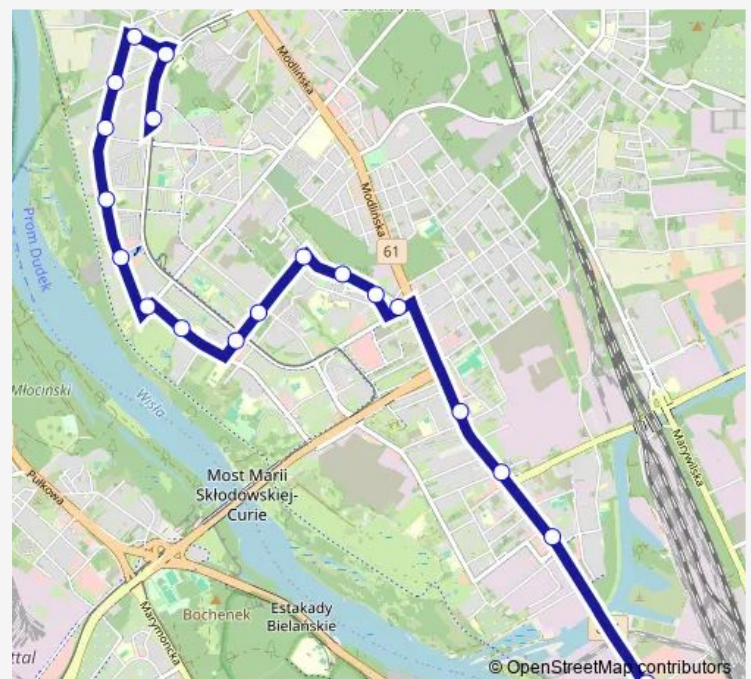 Modlińska
Modlińska
61
Prom Dudek
Wisła
Młociński
Pułkowa
Most Marii
Skłodowskiej-
Curie
Marywilska
Bochenek
Estakady
Bielańskie
Marymoncka
ttal
© OpenStreetMap contributors